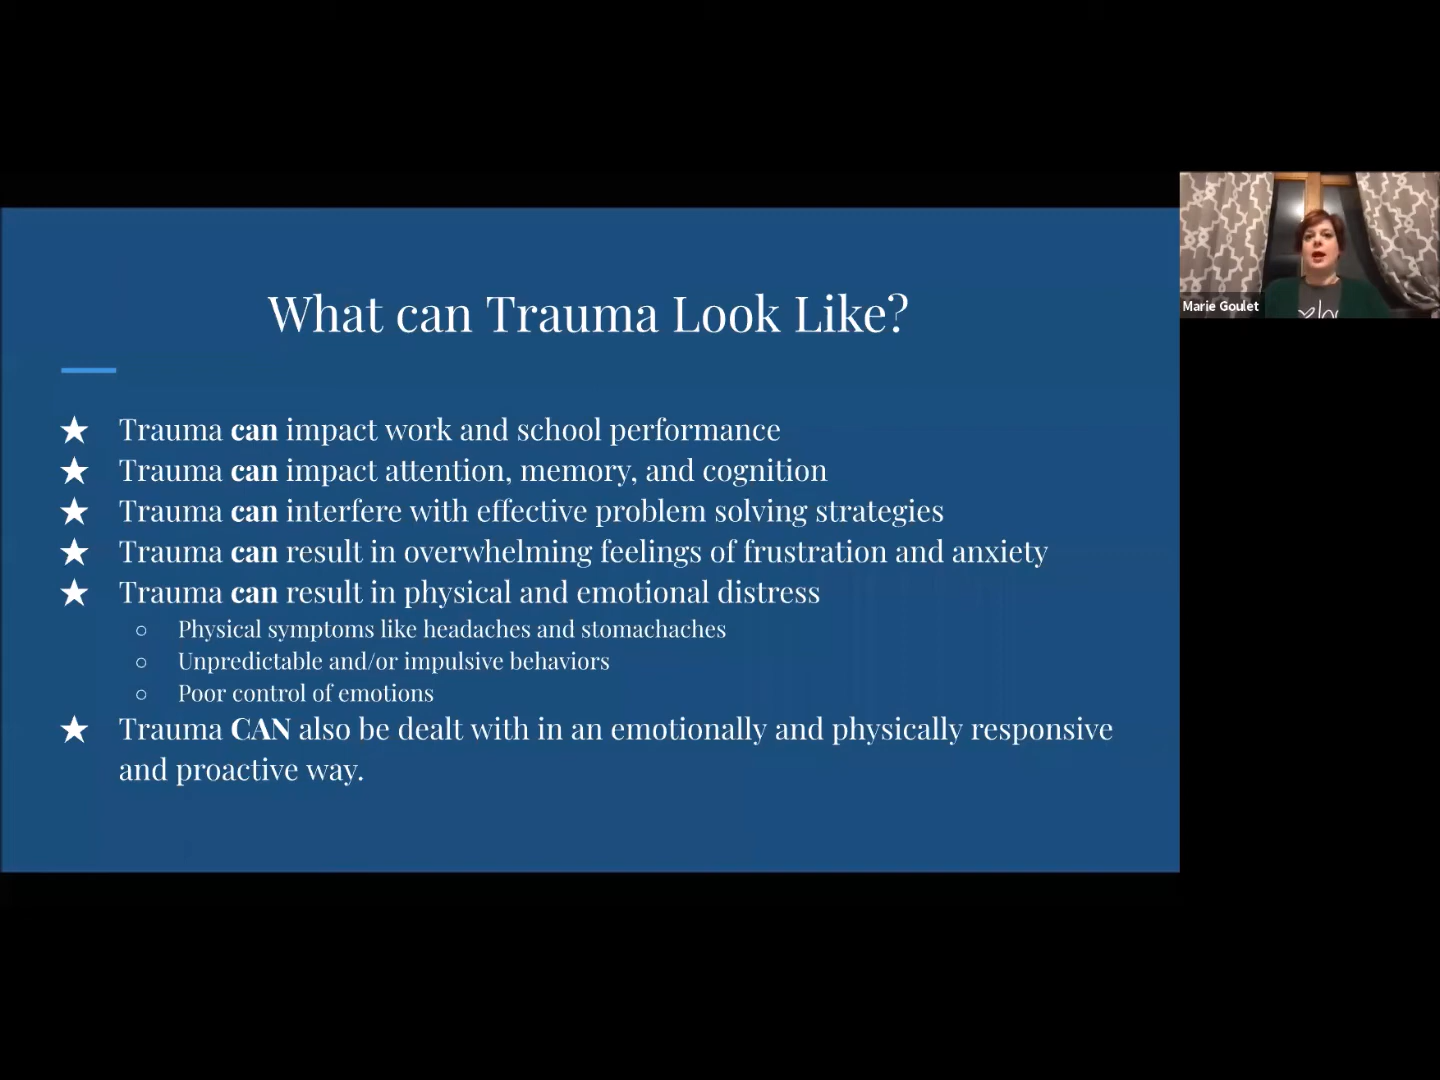 What can Trauma Look Like?
★ Trauma can impact work and school performance
★ Trauma can impact attention, memory, and cognition
★ Trauma can interfere with effective problem solving strategies
★ Trauma can result in overwhelming feelings of frustration and anxiety
★ Trauma can result in physical and emotional distress
○ Physical symptoms like headaches and stomachaches
○ Unpredictable and/or impulsive behaviors
○ Poor control of emotions
★ Trauma CAN also be dealt with in an emotionally and physically responsive
and proactive way.
Marie Goulet